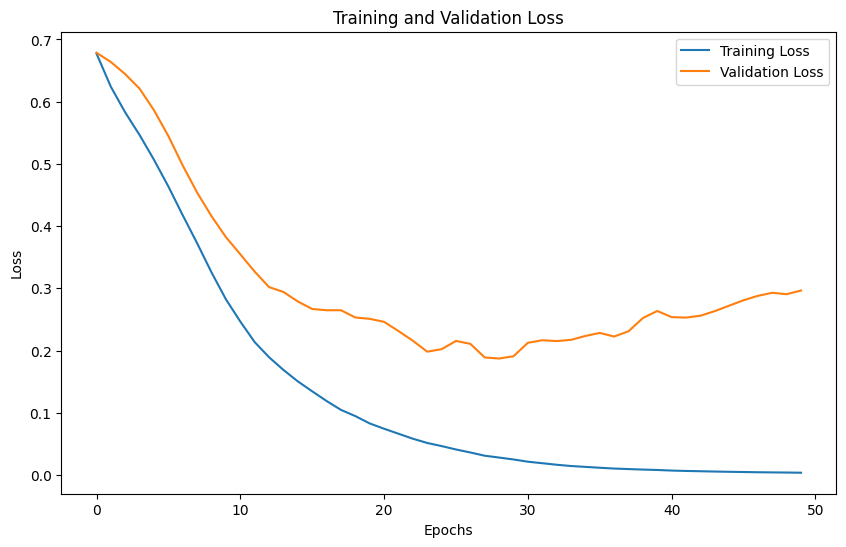 Training and Validation Loss
Training Loss
Validation Loss
Loss
0.7
0.6
0.5
0.4
0.3
0.2
0.1
0.0
0 10 20 30 40 50
Epochs